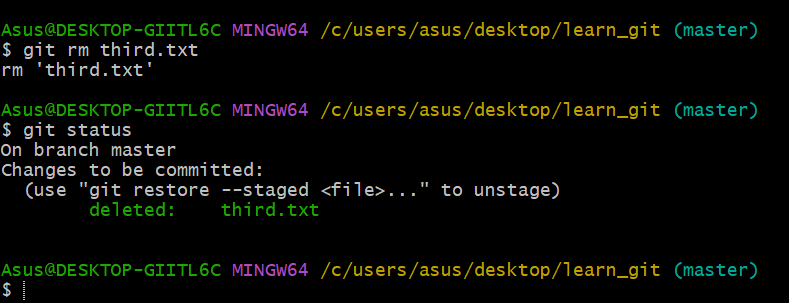 Asus@DESKTOP-GIITL6C MINGW64 /c/users/asus/desktop/learn_git (master)
$ git rm third.txt
rm 'third.txt'
Asus@DESKTOP-GIITL6C MINGW64 /c/users/asus/desktop/learn_git (master)
$ git status
On branch master
Changes to be committed:
  (use "git restore --staged <file>..." to unstage)
        deleted:    third.txt
Asus@DESKTOP-GIITL6C MINGW64 /c/users/asus/desktop/learn_git (master)
$